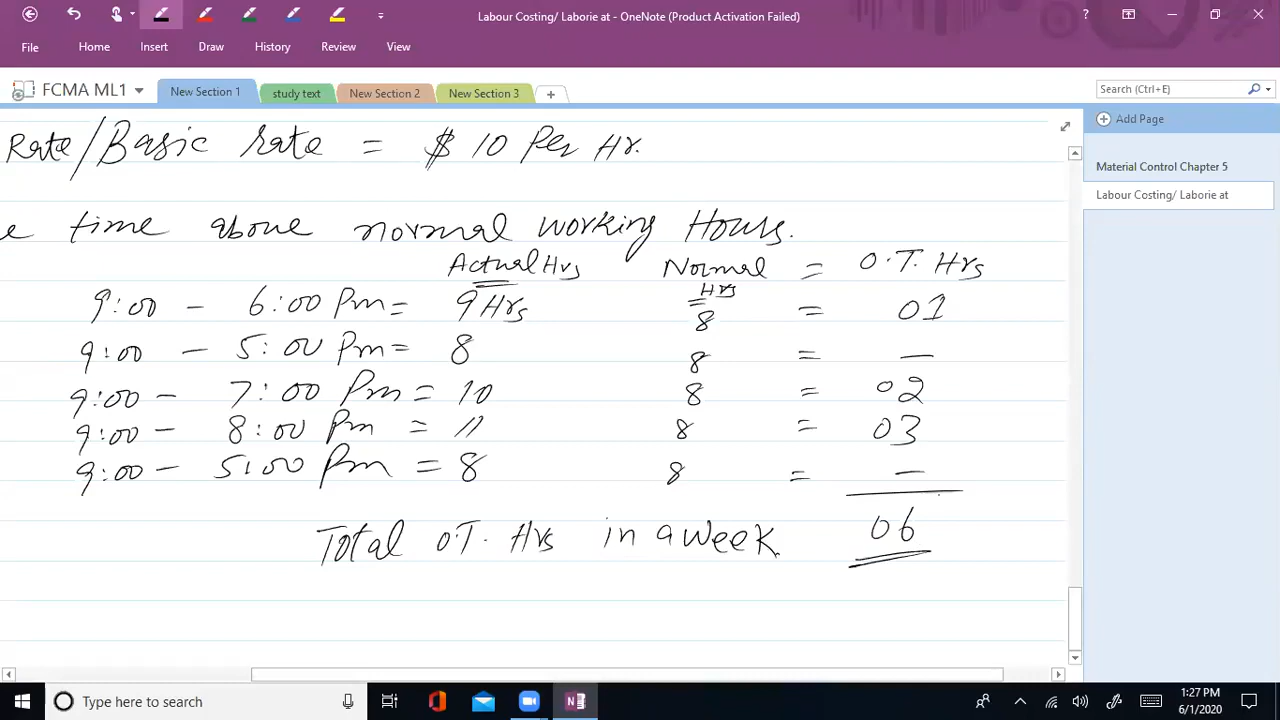 Labour Costing/ Laborie at - OneNote (Product Activation Failed)
File Home Insert Draw History Review View
FCMA ML1 New Section 1 study text New Section 2 New Section 3
Search (Ctrl+E)
Add Page
Material Control Chapter 5
Labour Costing/ Laborie at
Rate/Basic rate = $ 10 Per Hr.
e time above normal working Hours.
Actual Hrs Normal Hrs = O.T. Hrs
9:00 - 6:00 Pm = 9 Hrs 8 = 01
9:00 - 5:00 Pm = 8 8 = -
9:00 - 7:00 Pm = 10 8 = 02
9:00 - 8:00 Pm = 11 8 = 03
9:00 - 5:00 Pm = 8 8 = -
Total O.T. Hrs in a week 06
Type here to search
1:27 PM
6/1/2020